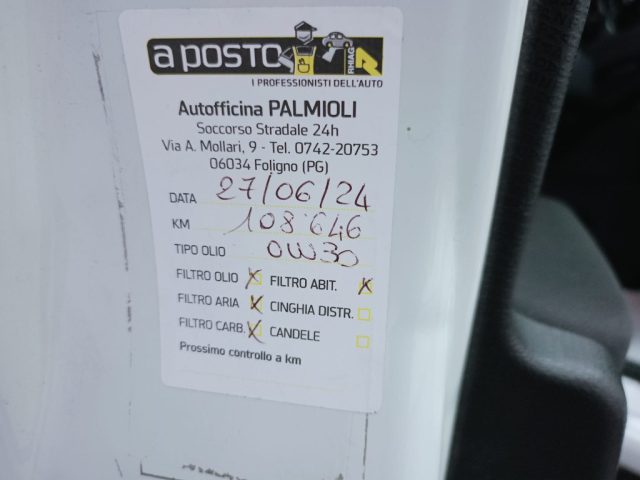 a posto
RHIAG
I PROFESSIONISTI DELL'AUTO
Autofficina PALMIOLI
Soccorso Stradale 24h
Via A. Mollari, 9 - Tel. 0742-20753
06034 Foligno (PG)
DATA 27/06/24
KM 108646
TIPO OLIO 0W30
FILTRO OLIO X FILTRO ABIT. X
FILTRO ARIA X CINGHIA DISTR.
FILTRO CARB. X CANDELE
Prossimo controllo a km